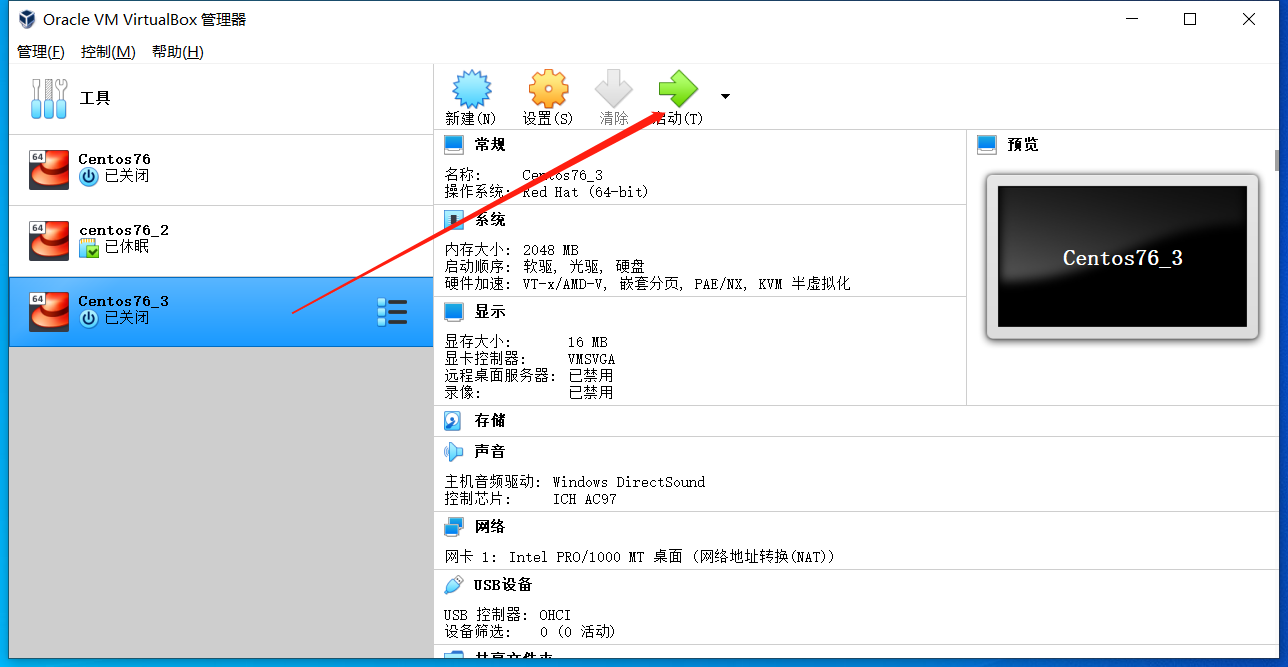 Oracle VM VirtualBox 管理器
管理(F) 控制(M) 帮助(H)
工具
新建(N) 设置(S) 清除 启动(T)
64 Centos76
已关闭
64 centos76_2
已休眠
64 Centos76_3
已关闭
常规
名称: Centos76_3
操作系统: Red Hat (64-bit)
系统
内存大小: 2048 MB
启动顺序: 软驱, 光驱, 硬盘
硬件加速: VT-x/AMD-V, 嵌套分页, PAE/NX, KVM 半虚拟化
显示
显存大小: 16 MB
显卡控制器: VMSVGA
远程桌面服务器: 已禁用
录像: 已禁用
预览
Centos76_3
存储
声音
主机音频驱动: Windows DirectSound
控制芯片: ICH AC97
网络
网卡 1: Intel PRO/1000 MT 桌面 (网络地址转换(NAT))
USB设备
USB 控制器: OHCI
设备筛选: 0 (0 活动)
共享文件夹